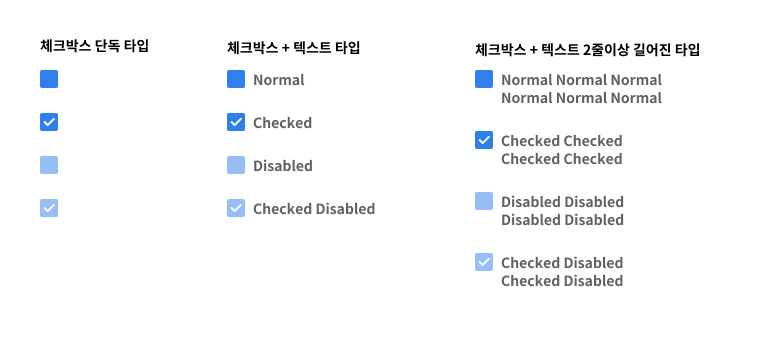 체크박스 단독 타입
체크박스 + 텍스트 타입
Normal
Checked
Disabled
Checked Disabled
체크박스 + 텍스트 2줄이상 길어진 타입
Normal Normal Normal
Normal Normal Normal
Checked Checked
Checked Checked
Disabled Disabled
Disabled Disabled
Checked Disabled
Checked Disabled